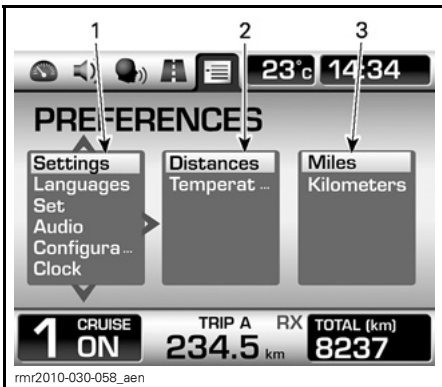 1 2 3
23°c 14:34
PREFERENCES
Settings
Languages
Set
Audio
Configura...
Clock
Distances
Temperat ...
Miles
Kilometers
1 CRUISE ON
TRIP A RX
234.5 km
TOTAL (km)
8237
rmr2010-030-058_aen